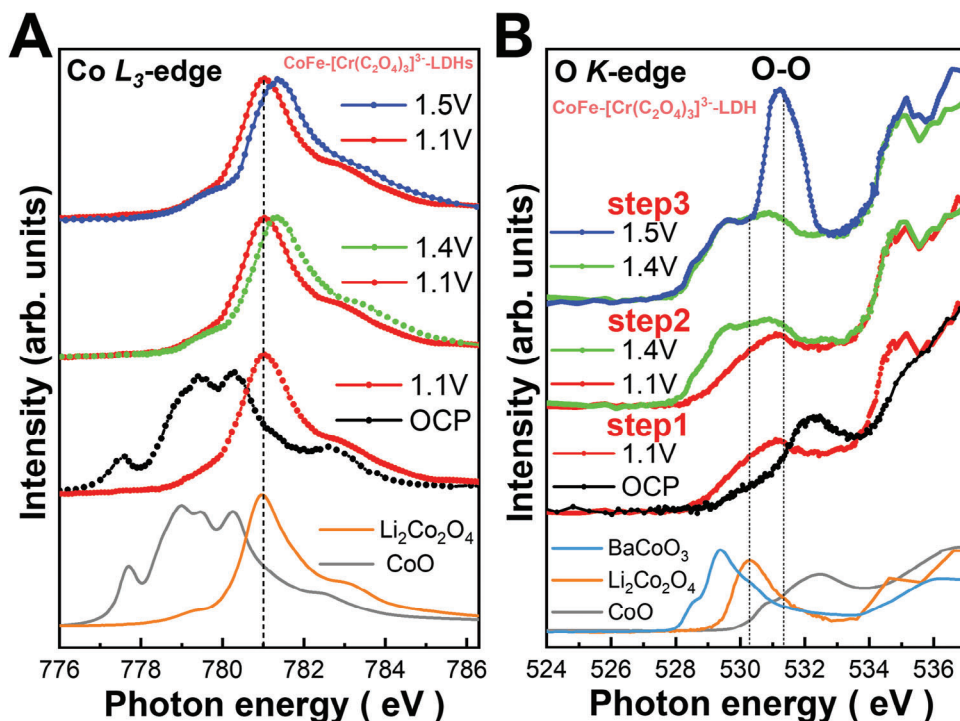 A
Co L₃-edge
CoFe-[Cr(C₂O₄)₃]³⁻-LDHs
1.5V
1.1V
1.4V
1.1V
1.1V
OCP
Li₂Co₂O₄
CoO
Intensity (arb. units)
776 778 780 782 784 786
Photon energy ( eV)
B
O K-edge
O-O
CoFe-[Cr(C₂O₄)₃]³⁻-LDH
step3
1.5V
1.4V
step2
1.4V
1.1V
step1
1.1V
OCP
BaCoO₃
Li₂Co₂O₄
CoO
Intensity (arb. units)
524 526 528 530 532 534 536
Photon energy ( eV)